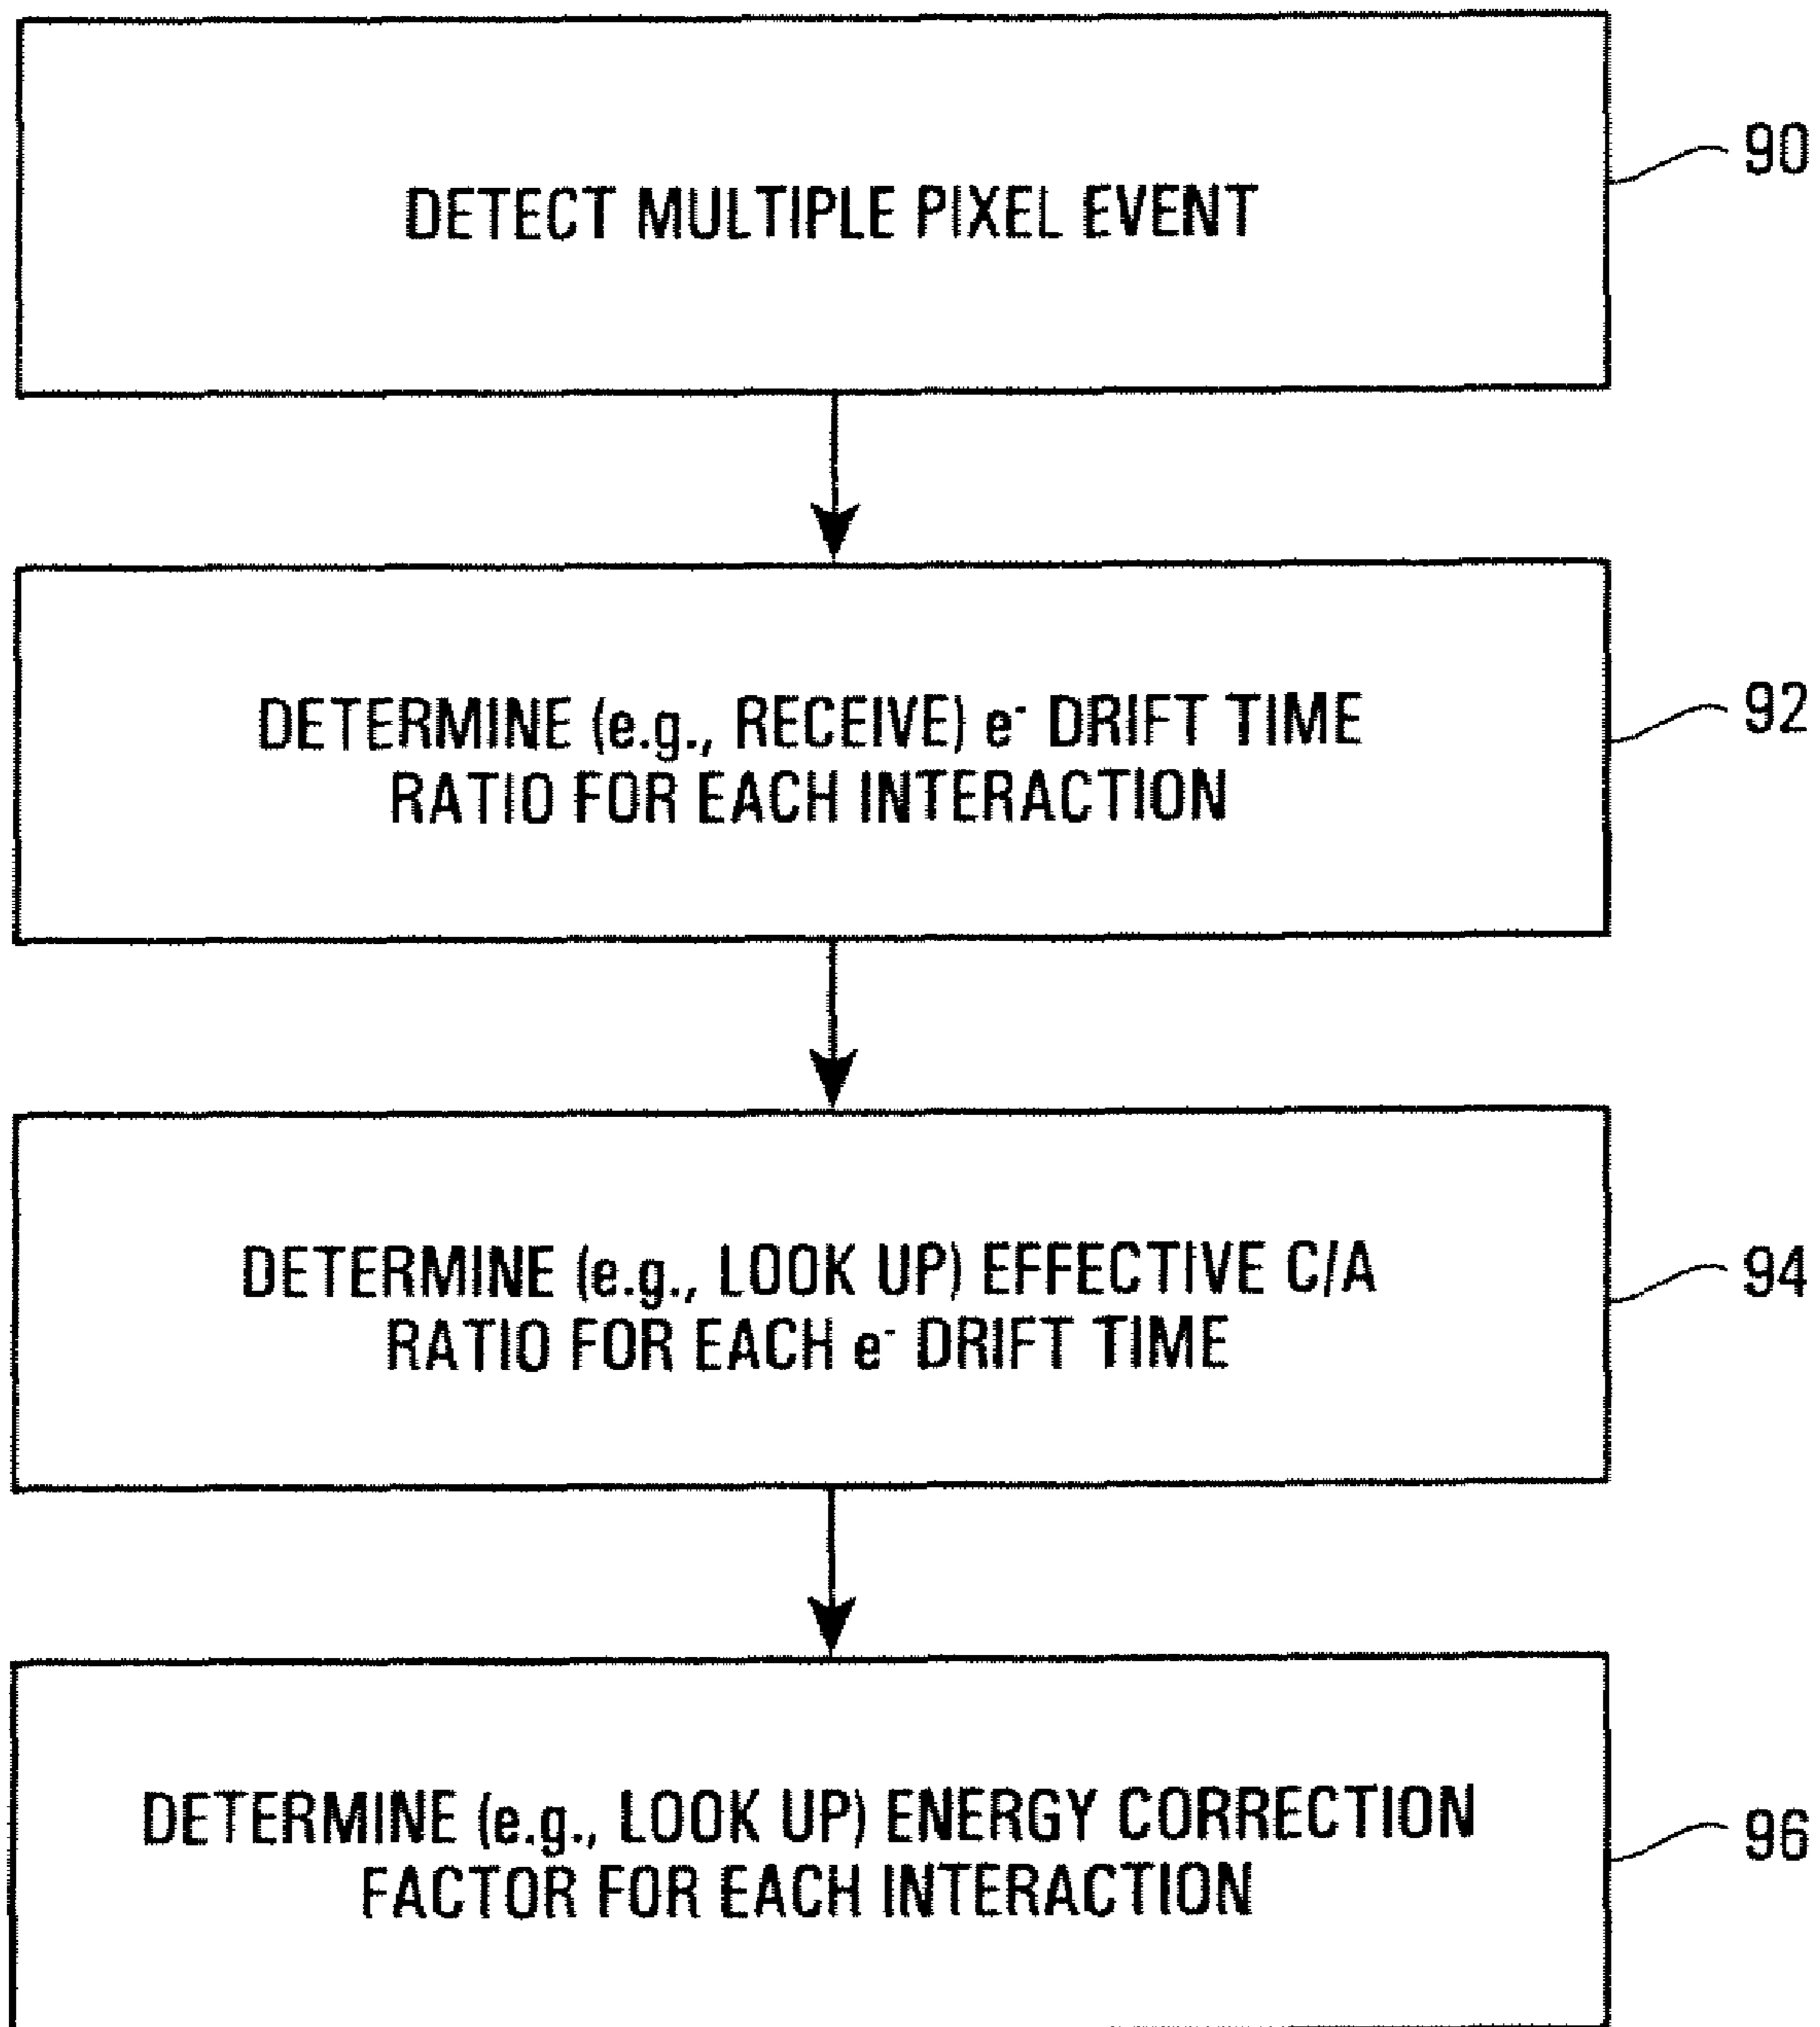 DETECT MULTIPLE PIXEL EVENT
90
DETERMINE (e.g., RECEIVE) e⁻ DRIFT TIME
RATIO FOR EACH INTERACTION
92
DETERMINE (e.g., LOOK UP) EFFECTIVE C/A
RATIO FOR EACH e⁻ DRIFT TIME
94
DETERMINE (e.g., LOOK UP) ENERGY CORRECTION
FACTOR FOR EACH INTERACTION
96